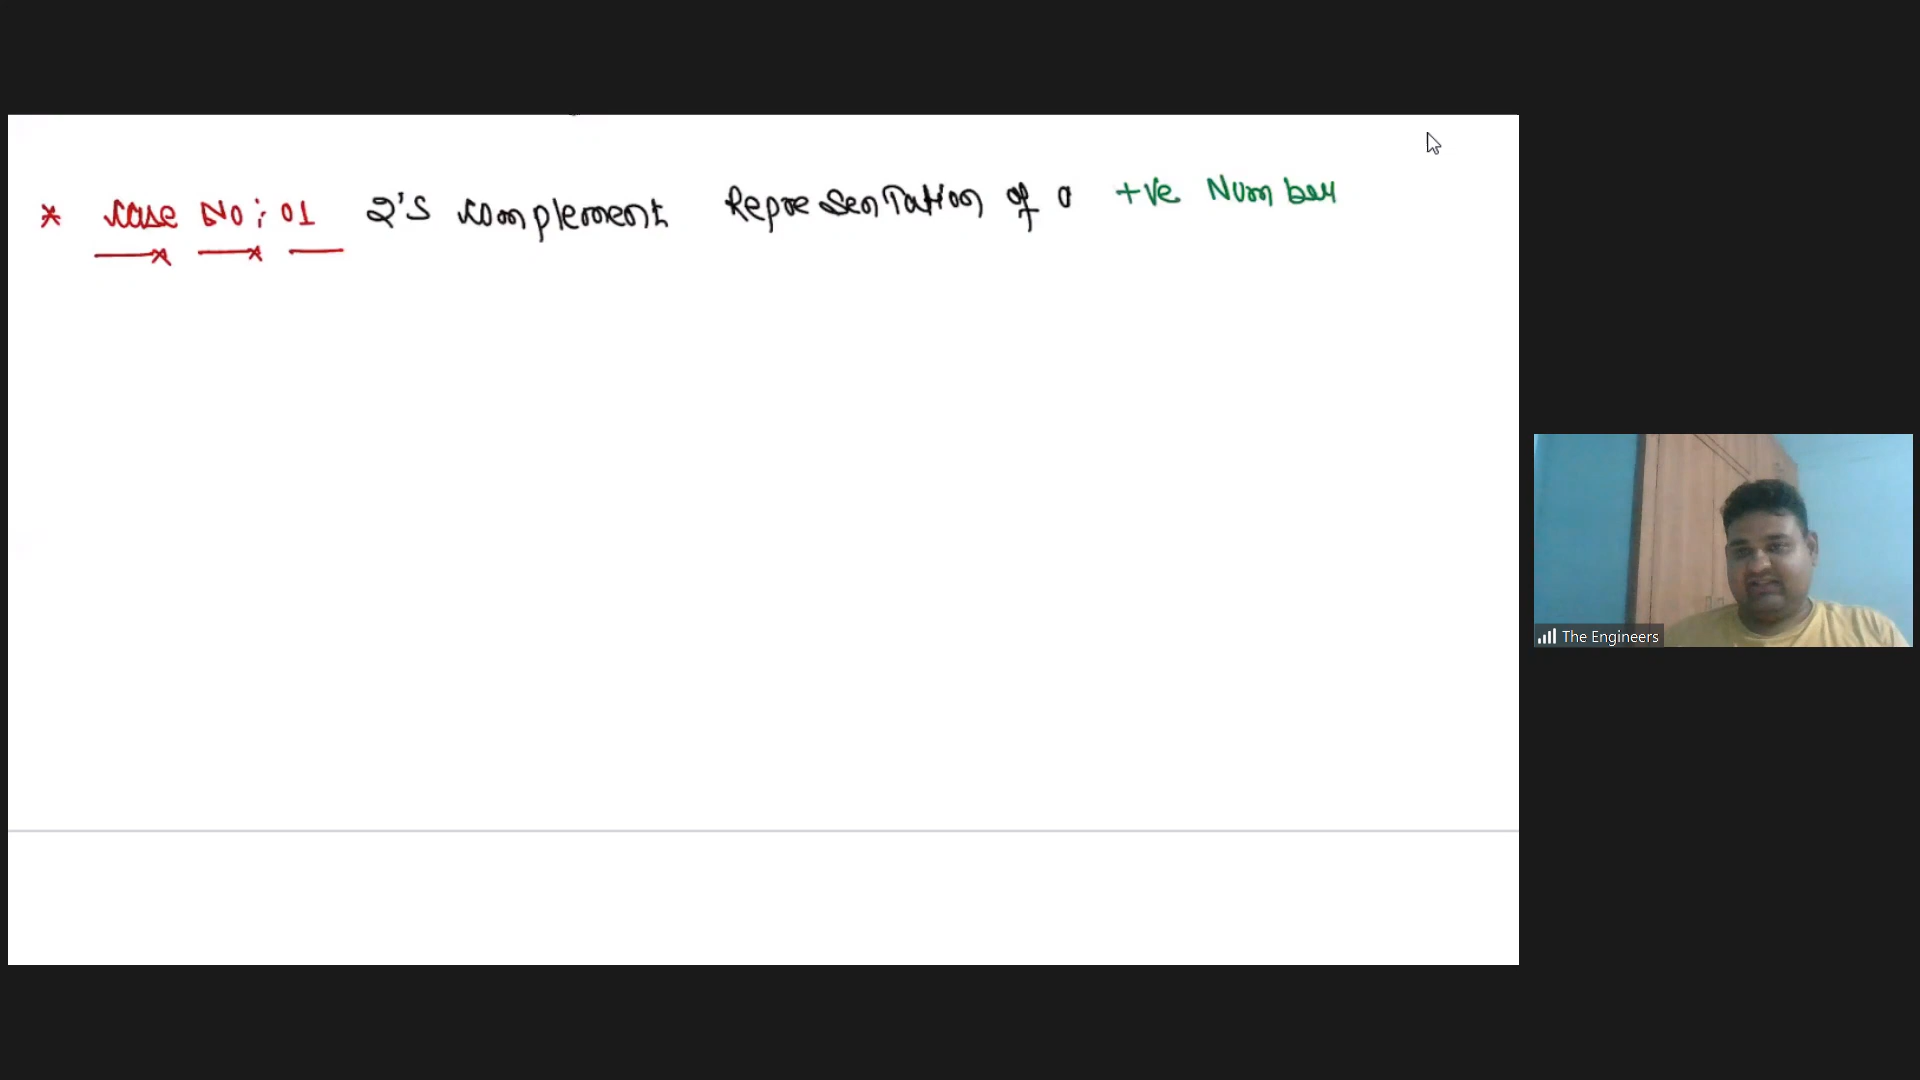 * Case No: 01 2's complement Representation of a +ve Number
The Engineers